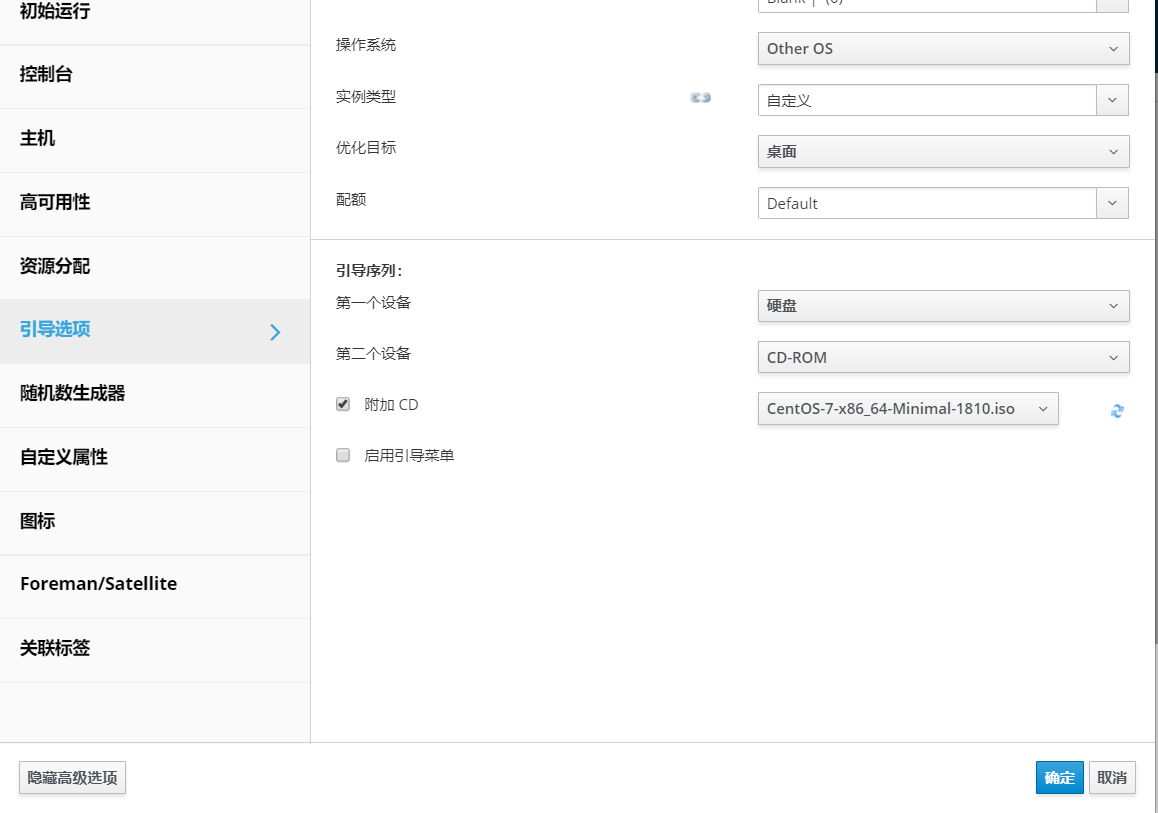 初始运行
控制台
主机
高可用性
资源分配
引导选项
随机数生成器
自定义属性
图标
Foreman/Satellite
关联标签
操作系统
Other OS
实例类型
自定义
优化目标
桌面
配额
Default
引导序列：
第一个设备
硬盘
第二个设备
CD-ROM
附加 CD
CentOS-7-x86_64-Minimal-1810.iso
启用引导菜单
隐藏高级选项
确定
取消